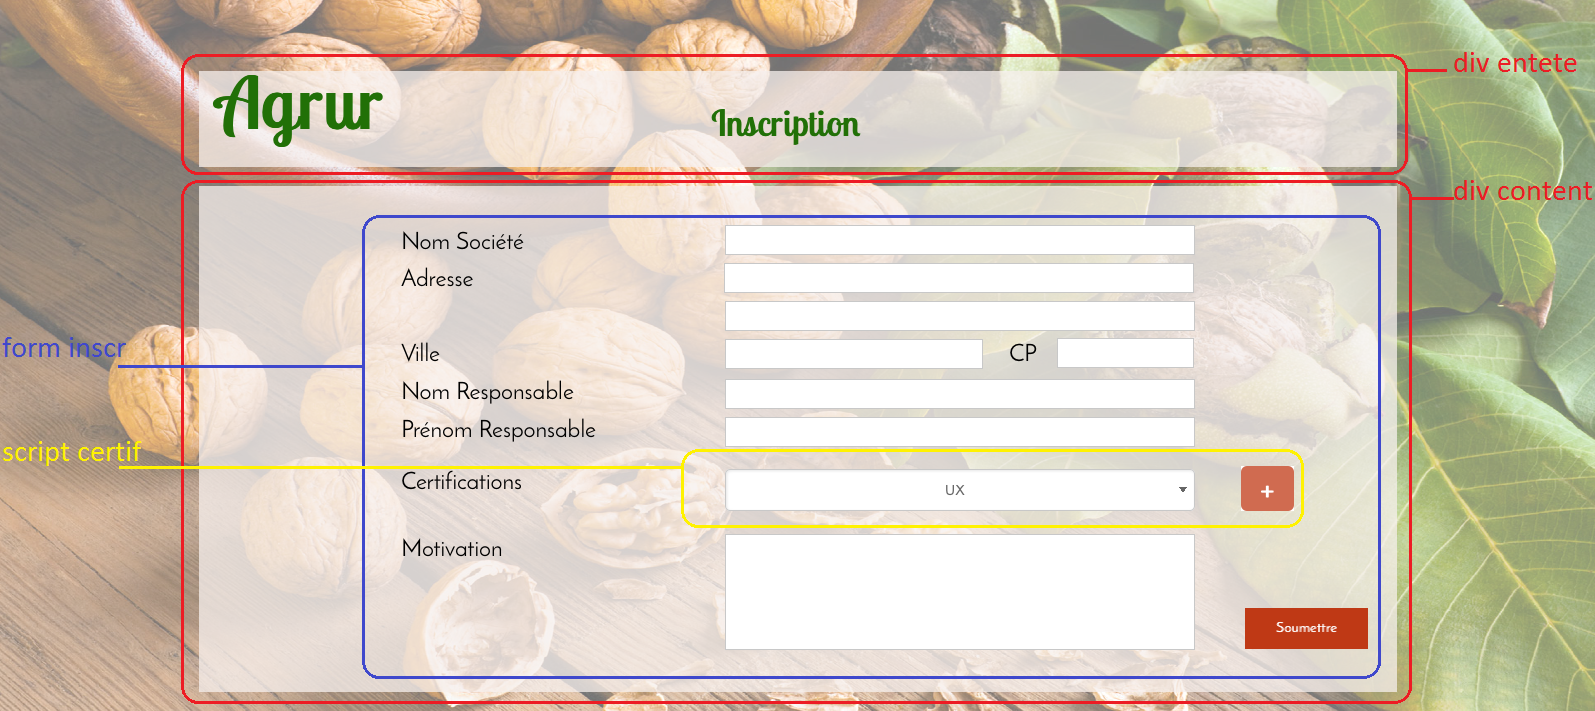 div entete
Agrur
Inscription
div content
Nom Société
Adresse
form inscr
Ville
CP
Nom Responsable
Prénom Responsable
script certif
Certifications
UX
+
Motivation
Soumettre